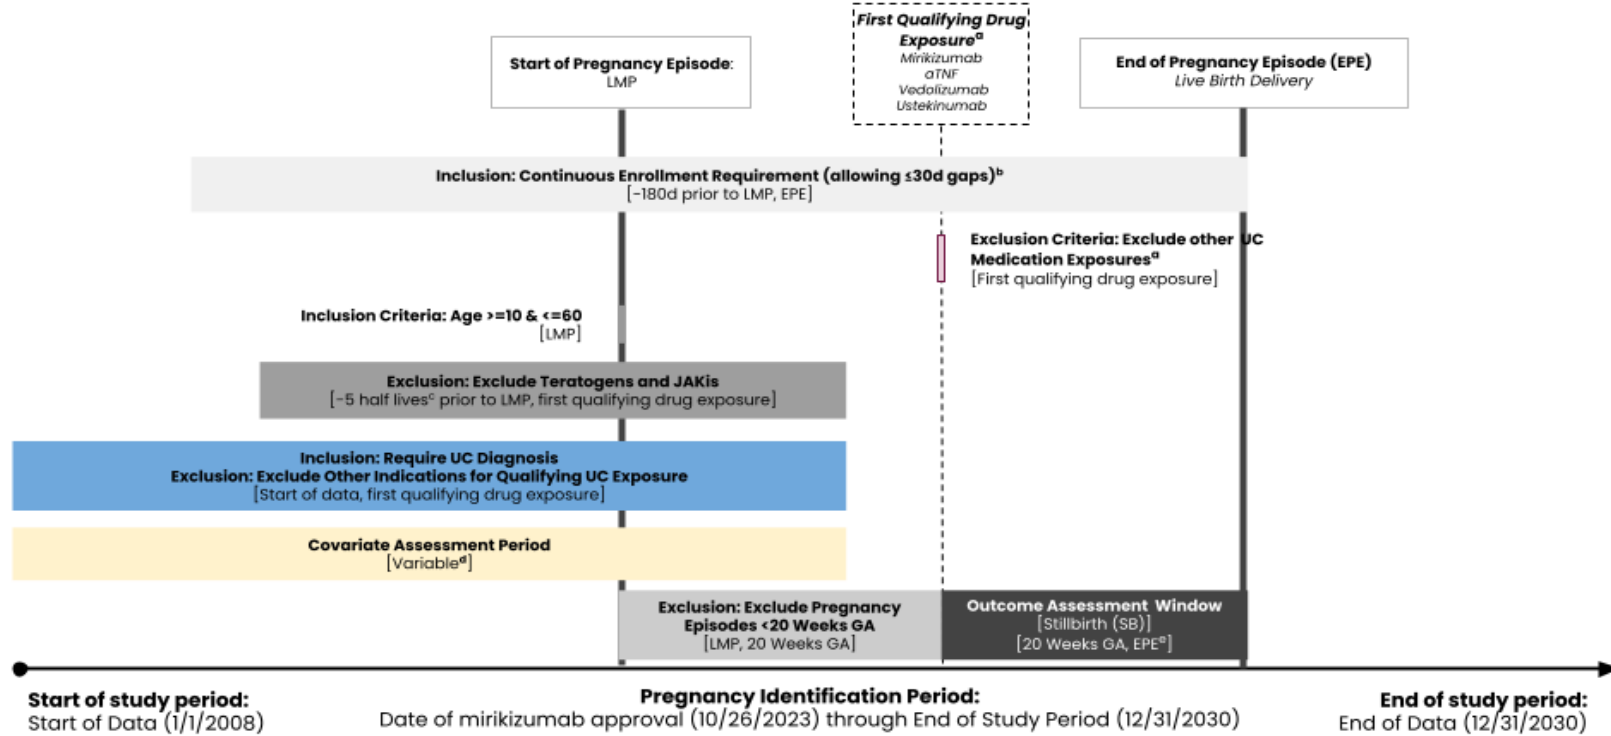 First Qualifying Drug
Exposureᵃ
Mirikizumab
aTNF
Vedolizumab
Ustekinumab
Start of Pregnancy Episode:
LMP
End of Pregnancy Episode (EPE)
Live Birth Delivery
Inclusion: Continuous Enrollment Requirement (allowing ≤30d gaps)ᵇ
[-180d prior to LMP, EPE]
Exclusion Criteria: Exclude other UC
Medication Exposuresᵃ
[First qualifying drug exposure]
Inclusion Criteria: Age >=10 & <=60
[LMP]
Exclusion: Exclude Teratogens and JAKis
[-5 half livesᶜ prior to LMP, first qualifying drug exposure]
Inclusion: Require UC Diagnosis
Exclusion: Exclude Other Indications for Qualifying UC Exposure
[Start of data, first qualifying drug exposure]
Covariate Assessment Period
[Variableᵈ]
Exclusion: Exclude Pregnancy
Episodes <20 Weeks GA
[LMP, 20 Weeks GA]
Outcome Assessment Window
[Stillbirth (SB)]
[20 Weeks GA, EPEᵉ]
Start of study period:
Start of Data (1/1/2008)
Pregnancy Identification Period:
Date of mirikizumab approval (10/26/2023) through End of Study Period (12/31/2030)
End of study period:
End of Data (12/31/2030)